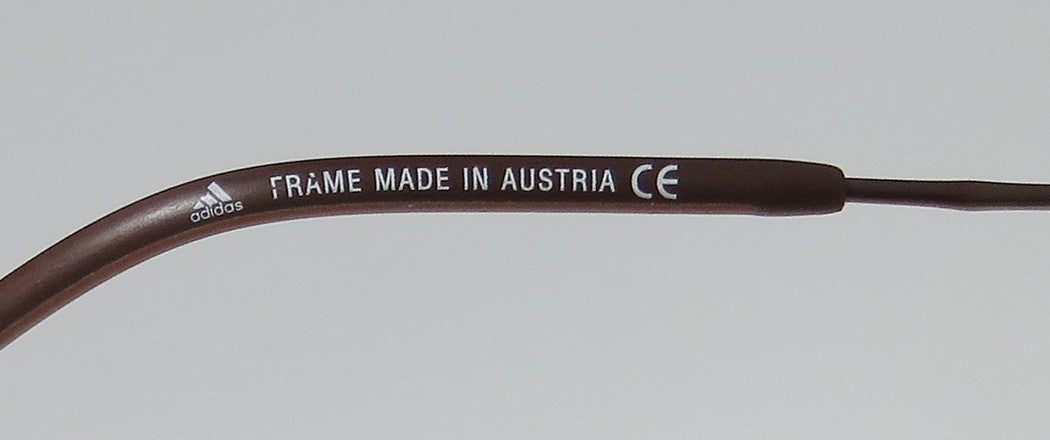 adidas
FRAME MADE IN AUSTRIA CE